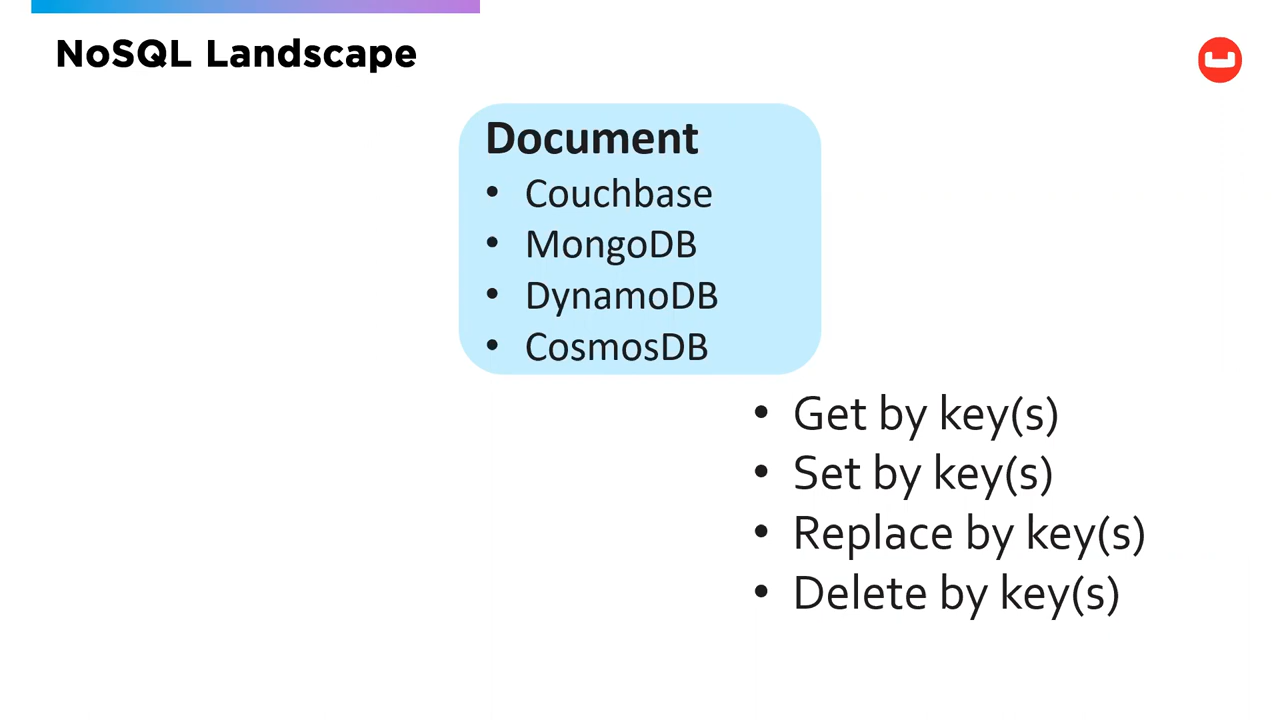 NoSQL Landscape
Document
• Couchbase
• MongoDB
• DynamoDB
• CosmosDB
• Get by key(s)
• Set by key(s)
• Replace by key(s)
• Delete by key(s)